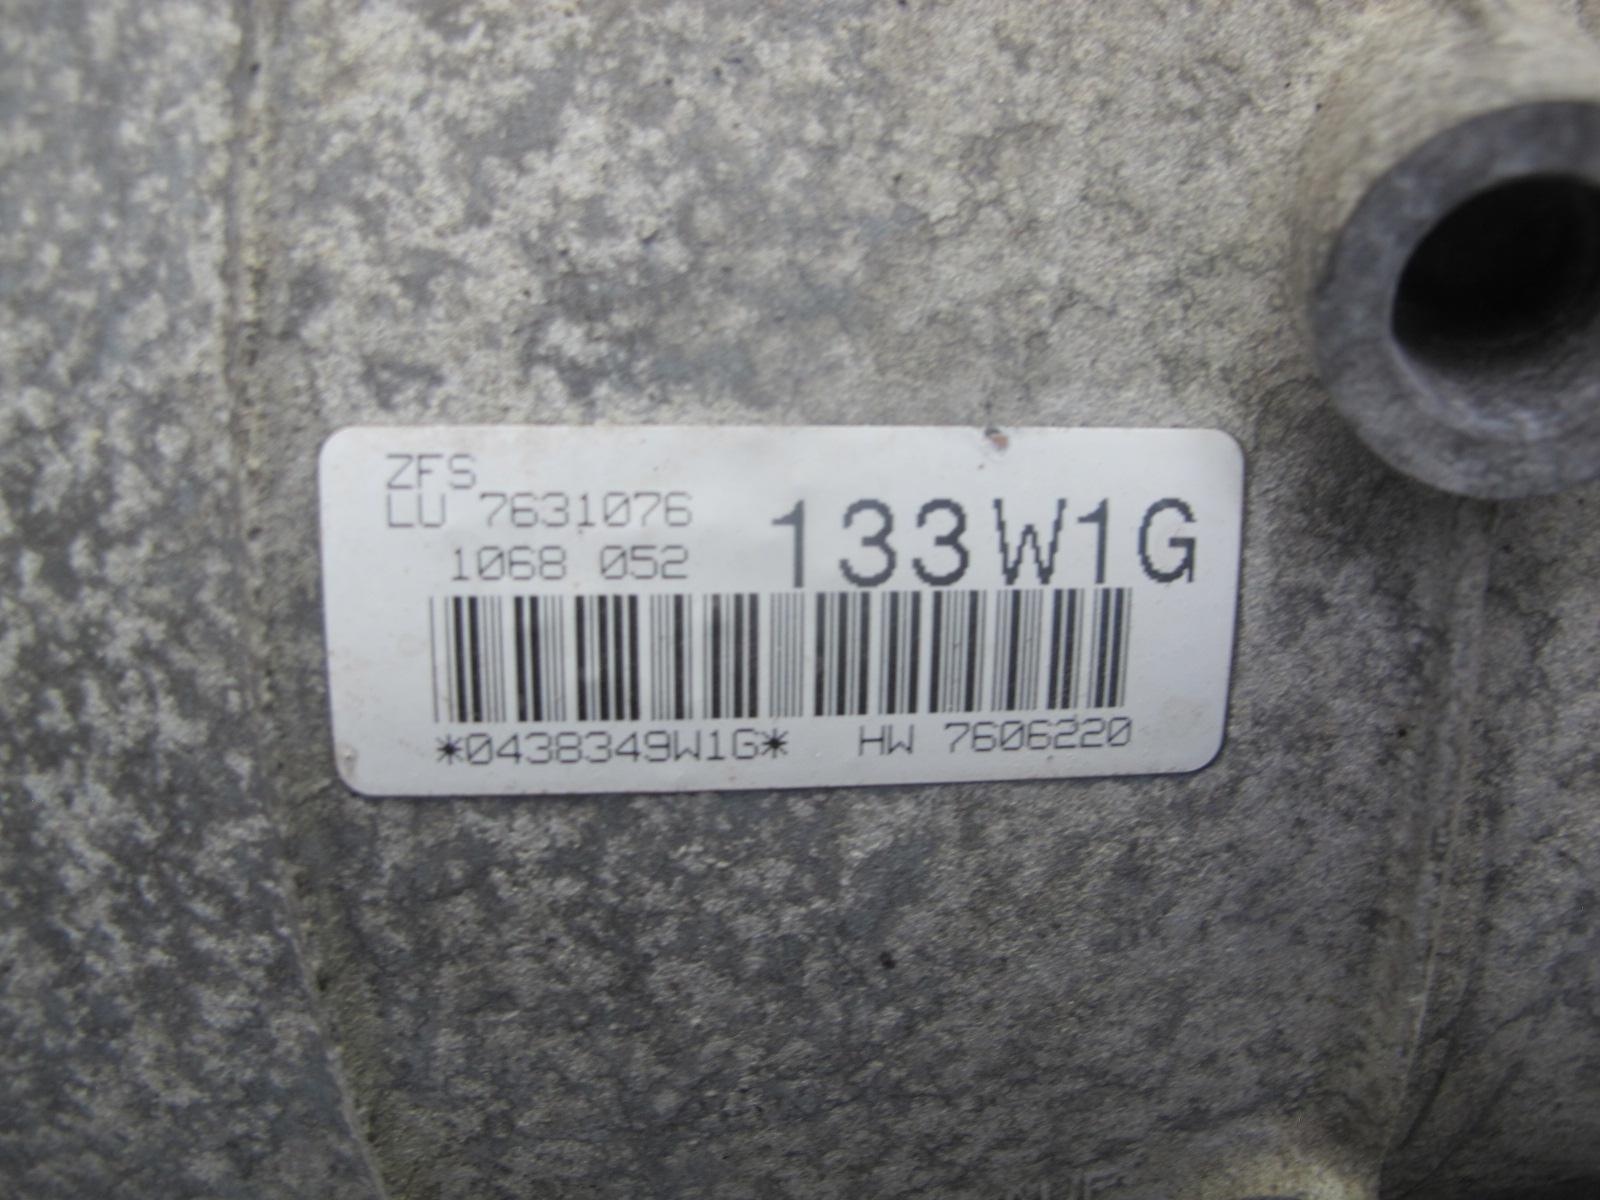 ZFS
LU 7631076
1068 052
133W1G
*0438349W1G* HW 7606220